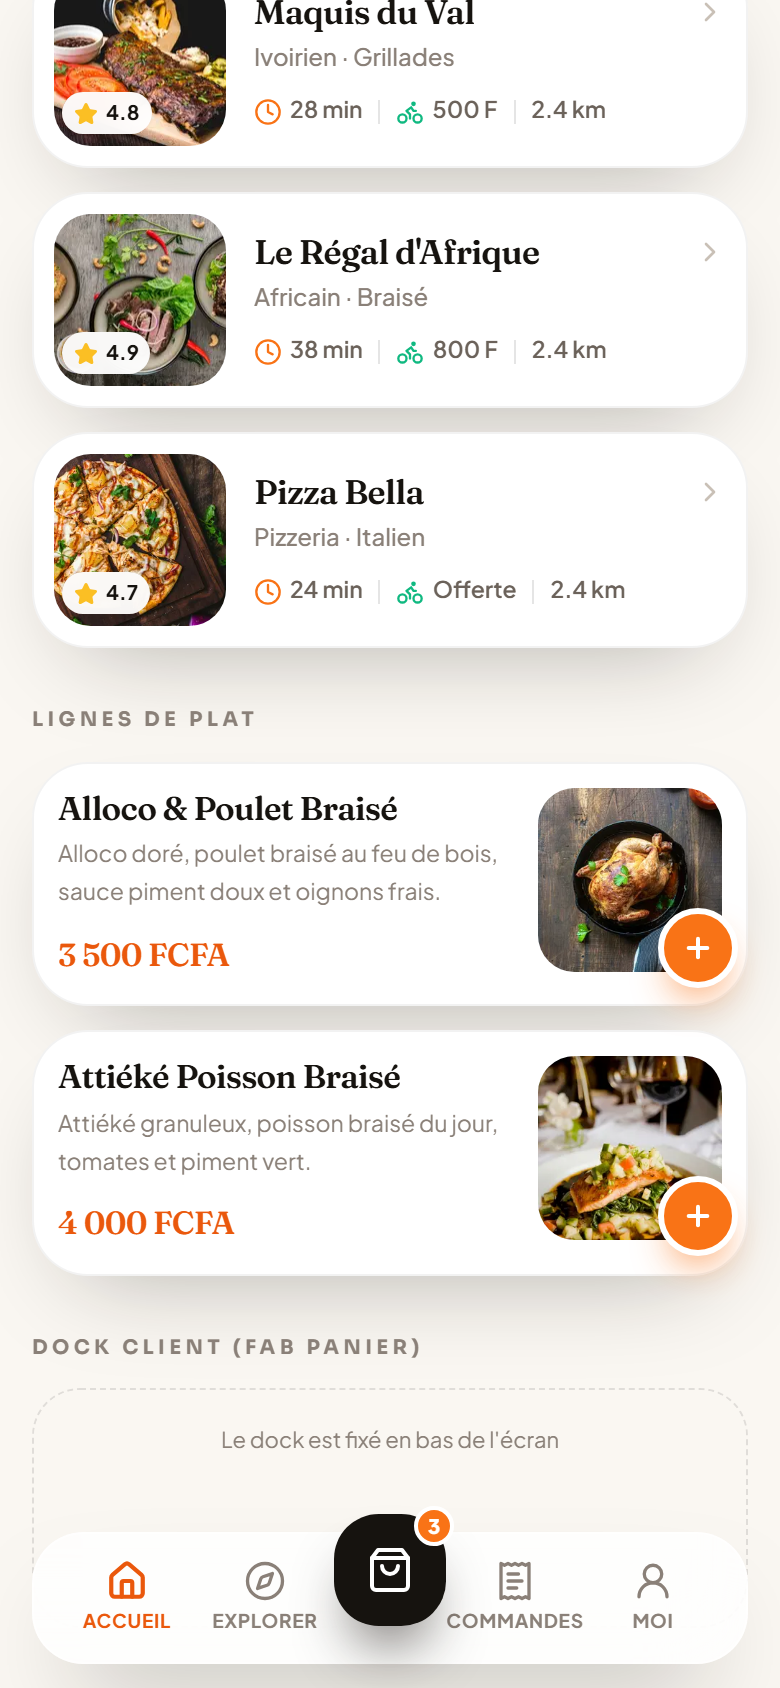 Maquis du Val
Ivoirien · Grillades
4.8
28 min
500 F
2.4 km
Le Régal d'Afrique
Africain · Braisé
4.9
38 min
800 F
2.4 km
Pizza Bella
Pizzeria · Italien
4.7
24 min
Offerte
2.4 km
LIGNES DE PLAT
Alloco & Poulet Braisé
Alloco doré, poulet braisé au feu de bois,
sauce piment doux et oignons frais.
3 500 FCFA
Attiéké Poisson Braisé
Attiéké granuleux, poisson braisé du jour,
tomates et piment vert.
4 000 FCFA
DOCK CLIENT (FAB PANIER)
Le dock est fixé en bas de l'écran
3
ACCUEIL
EXPLORER
COMMANDES
MOI